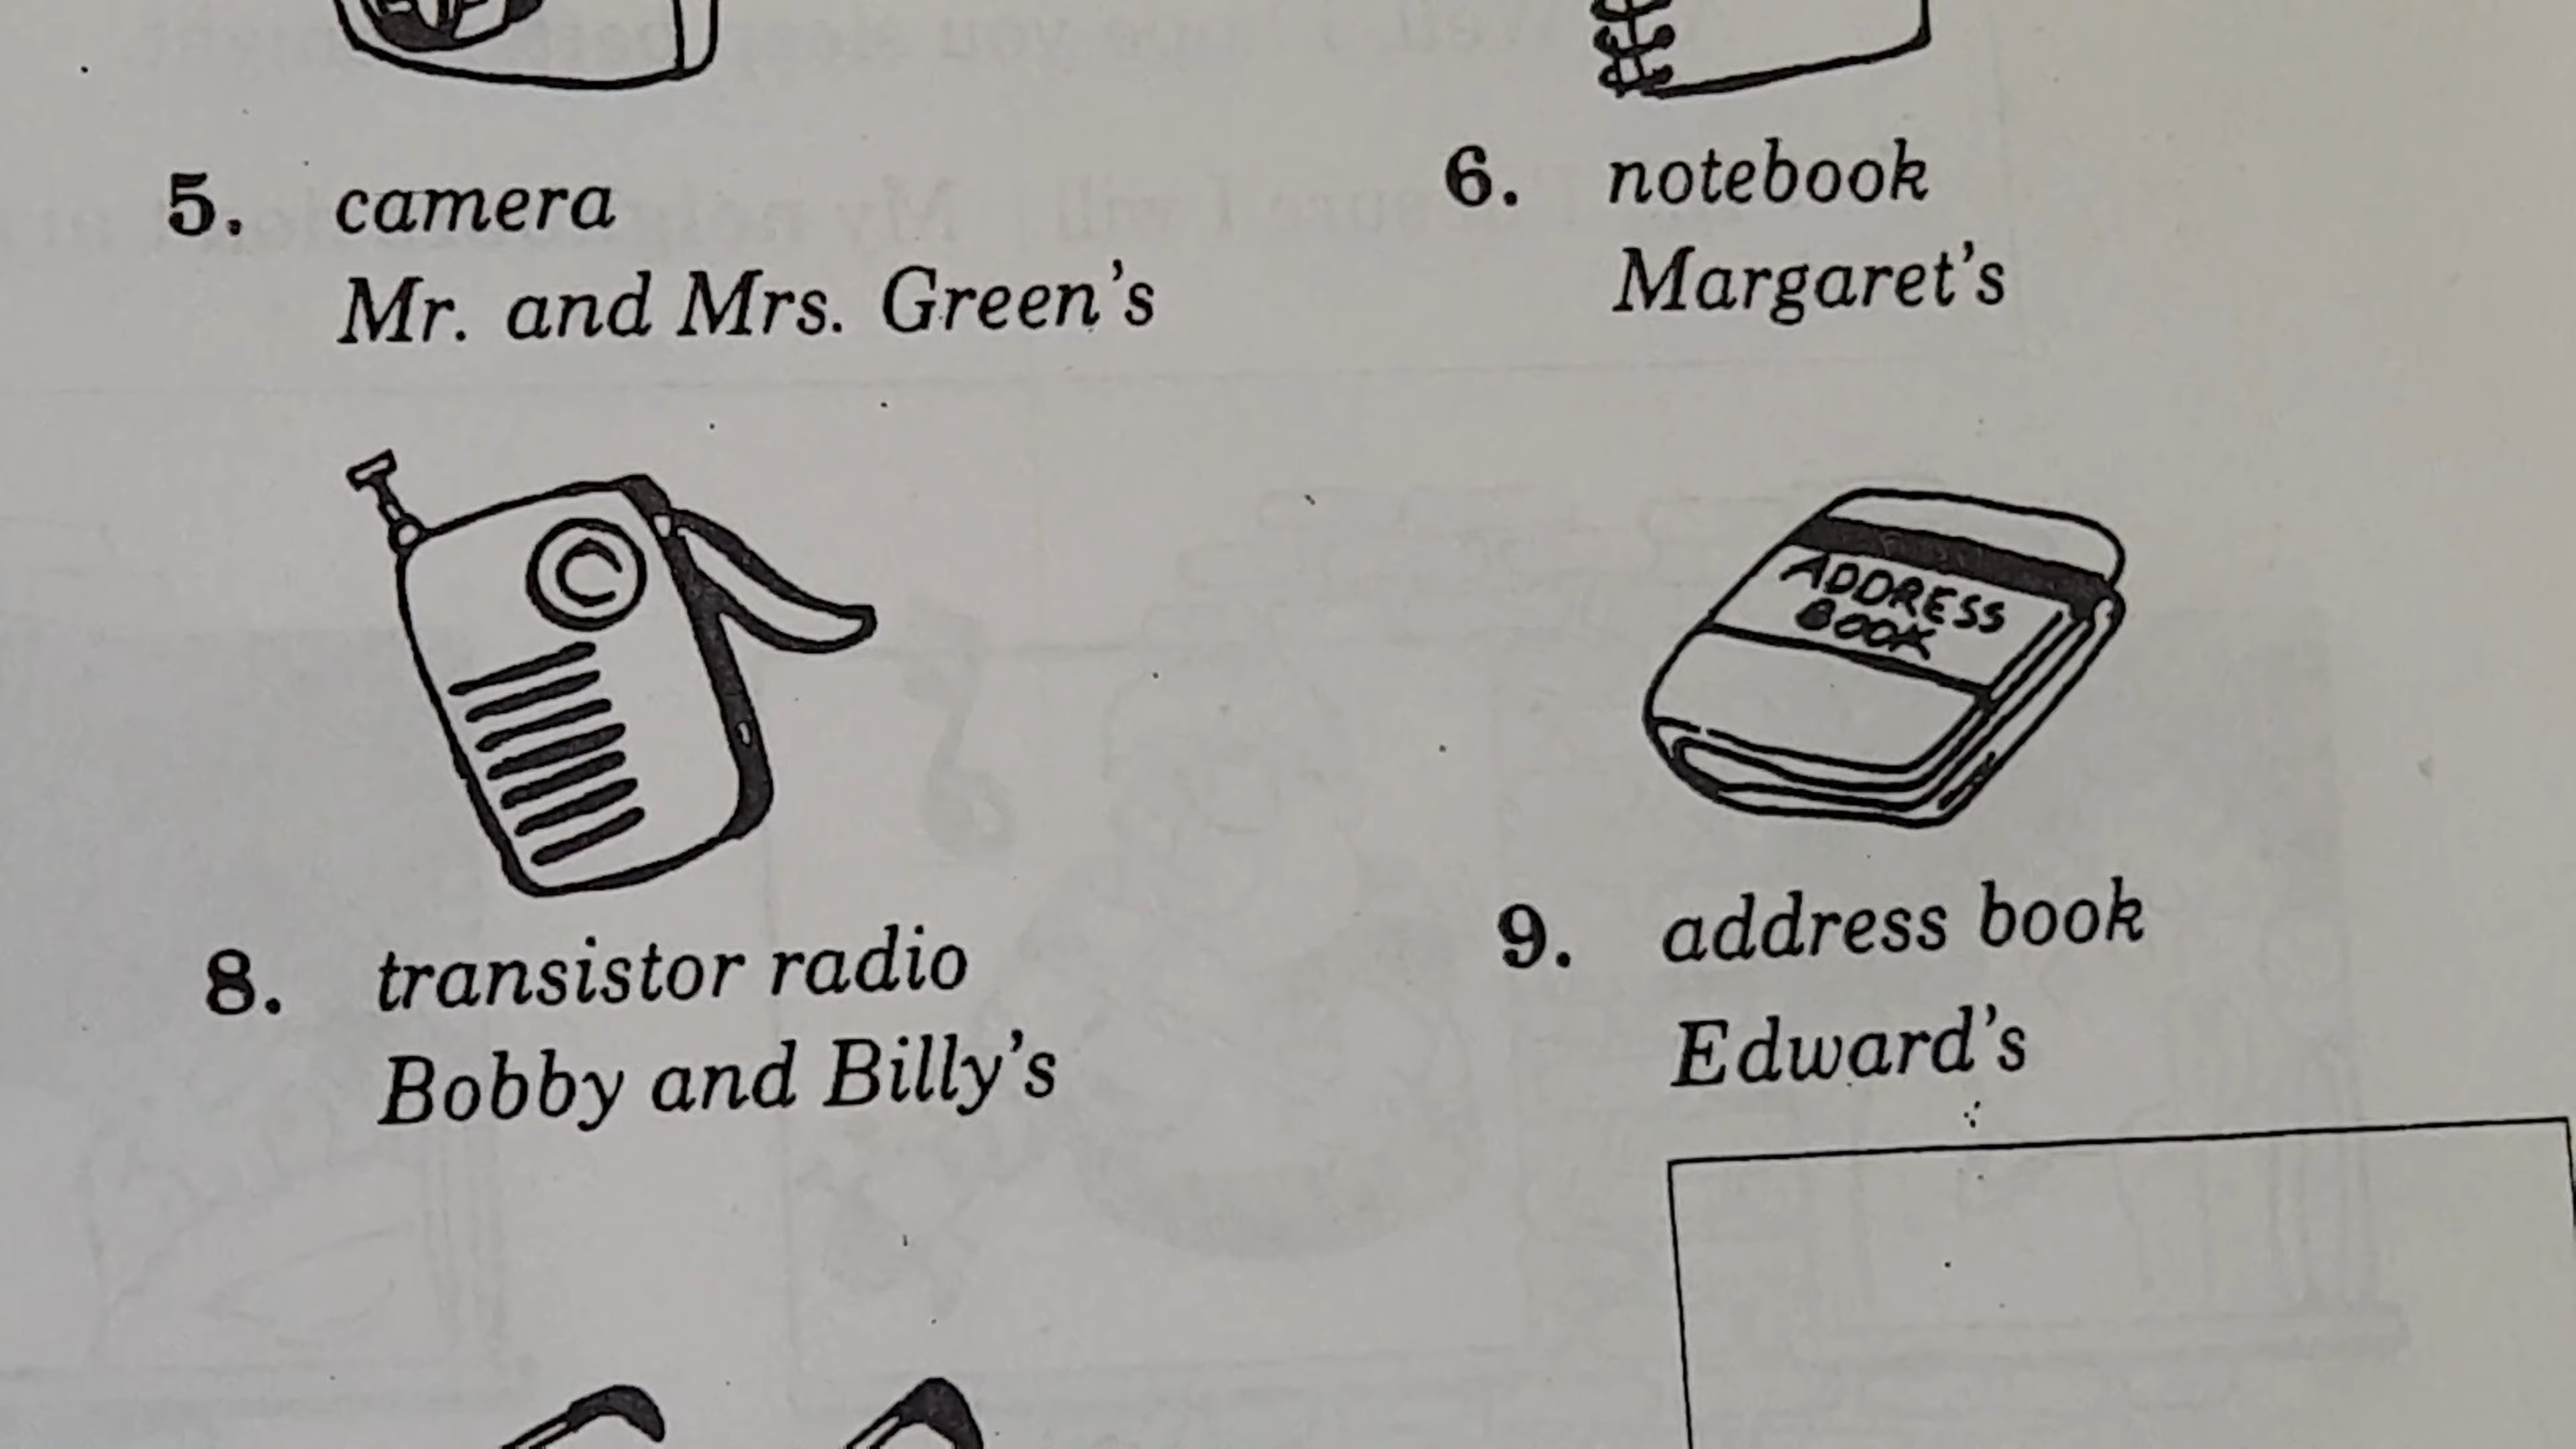 5. camera
Mr. and Mrs. Green's
6. notebook
Margaret's
ADDRESS
BOOK
8. transistor radio
Bobby and Billy's
9. address book
Edward's